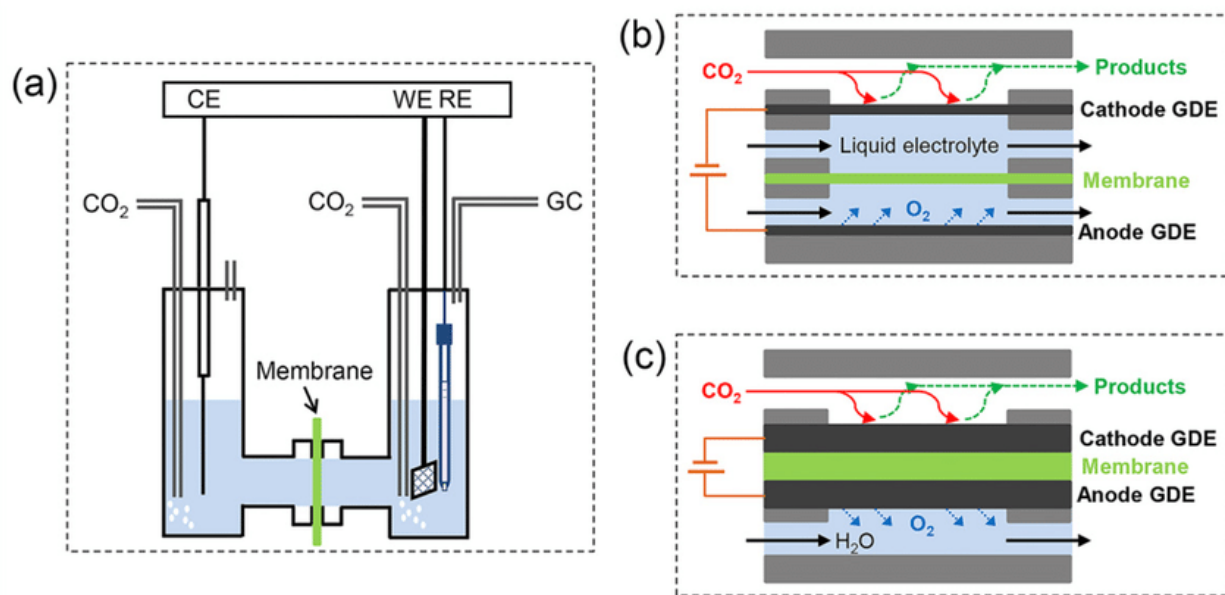 (a)
CE
WE RE
CO₂
CO₂
GC
Membrane
(b)
CO₂
Products
Cathode GDE
Liquid electrolyte
Membrane
O₂
Anode GDE
(c)
CO₂
Products
Cathode GDE
Membrane
Anode GDE
O₂
H₂O